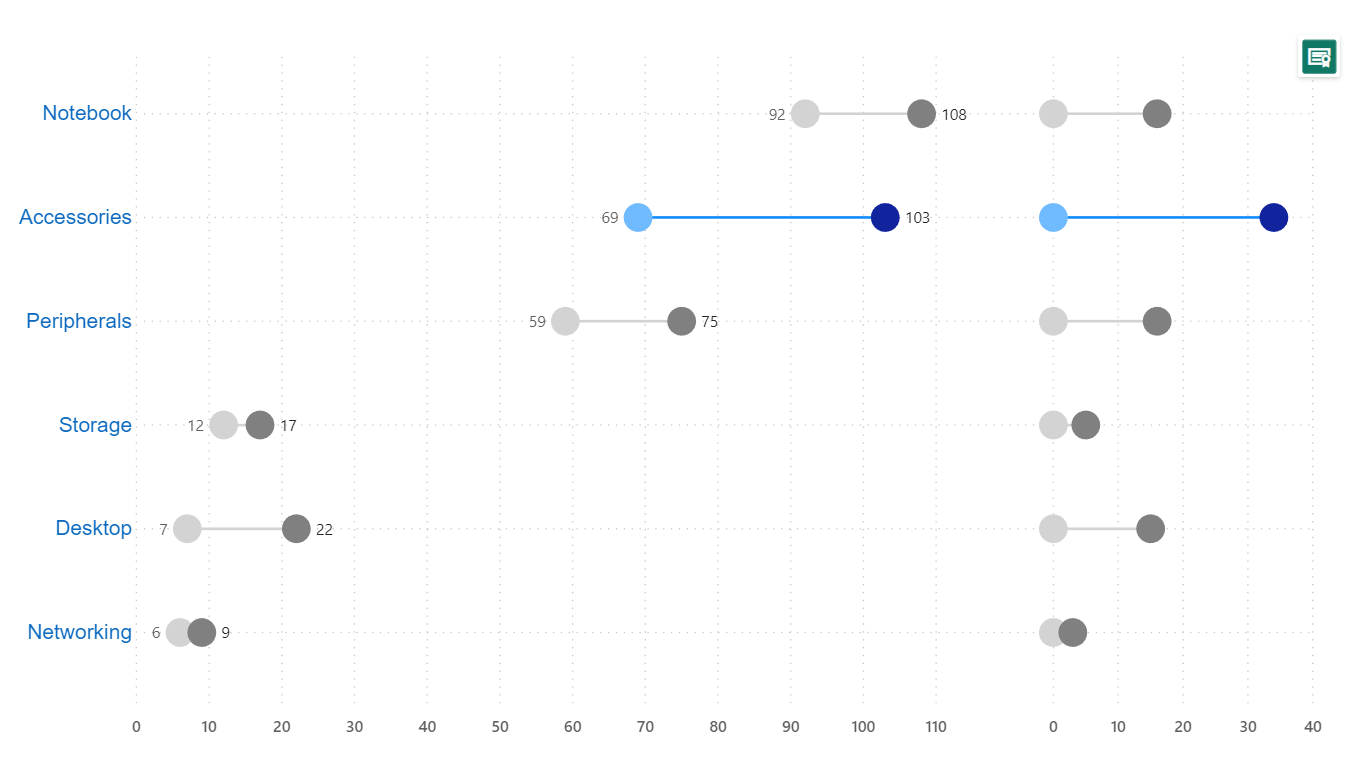 Notebook 92 108
Accessories 69 103
Peripherals 59 75
Storage 12 17
Desktop 7 22
Networking 6 9
0 10 20 30 40 50 60 70 80 90 100 110 0 10 20 30 40